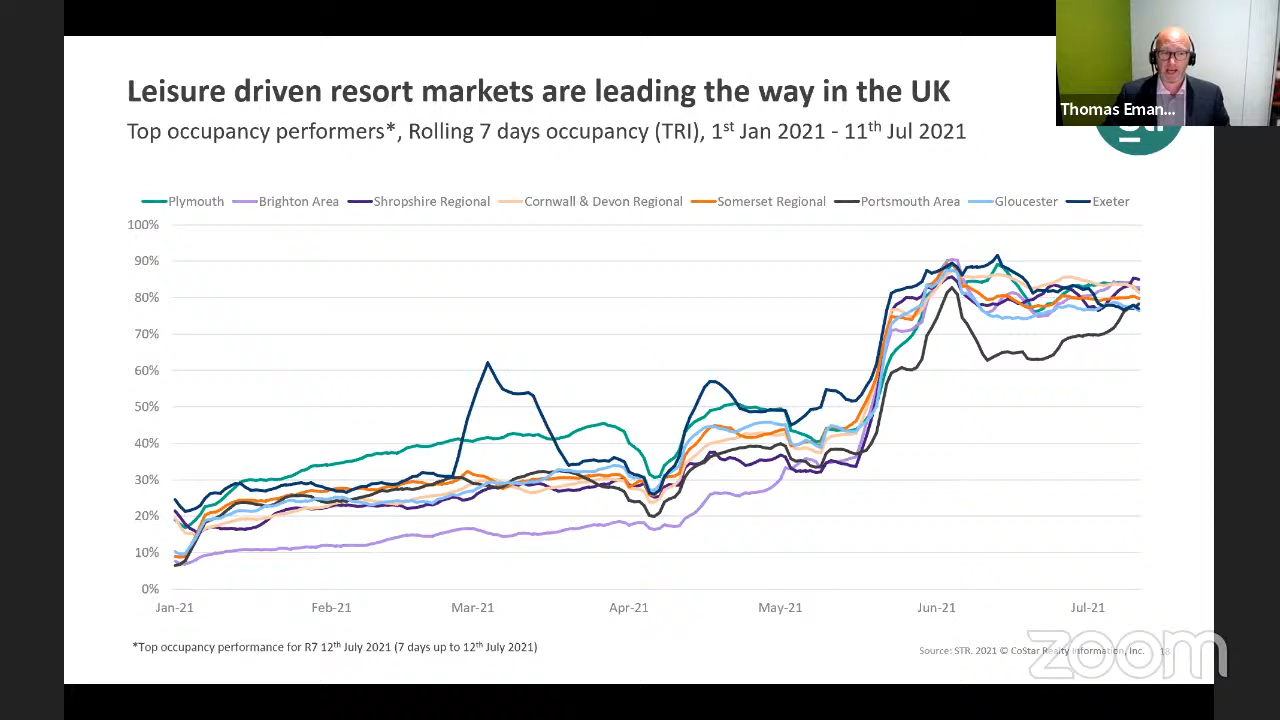 Leisure driven resort markets are leading the way in the UK
Top occupancy performers*, Rolling 7 days occupancy (TRI), 1st Jan 2021 - 11th Jul 2021
Thomas Eman...
str
Plymouth Brighton Area Shropshire Regional Cornwall & Devon Regional Somerset Regional Portsmouth Area Gloucester Exeter
100%
90%
80%
70%
60%
50%
40%
30%
20%
10%
0%
Jan-21 Feb-21 Mar-21 Apr-21 May-21 Jun-21 Jul-21
*Top occupancy performance for R7 12th July 2021 (7 days up to 12th July 2021)
Source: STR. 2021 © CoStar Realty Information, Inc. 18
zoom